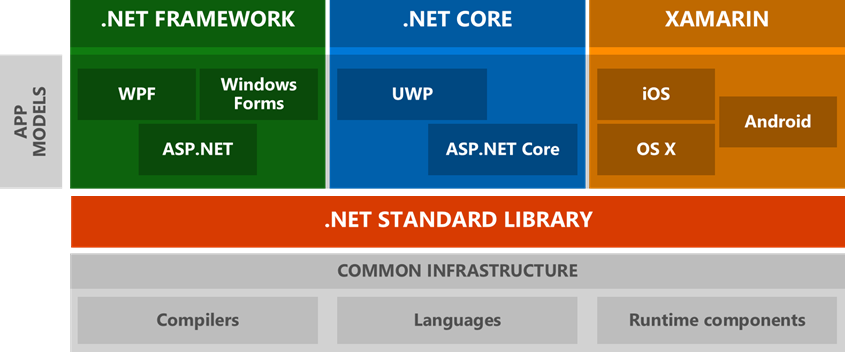 .NET FRAMEWORK
.NET CORE
XAMARIN
APP
MODELS
WPF
Windows
Forms
ASP.NET
UWP
ASP.NET Core
iOS
OS X
Android
.NET STANDARD LIBRARY
COMMON INFRASTRUCTURE
Compilers
Languages
Runtime components